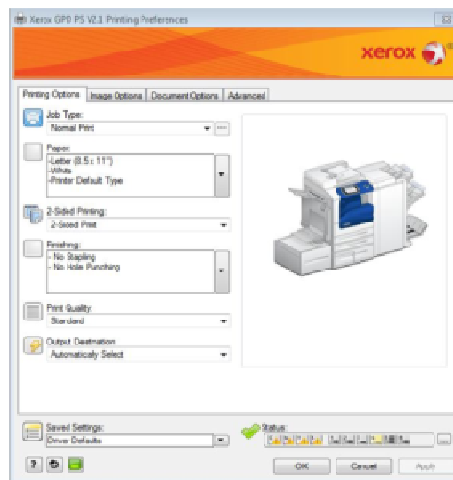 Xerox GPD PS V2.1 Printing Preferences
xerox
Printing Options Image Options Document Options Advanced
Job Type:
Normal Print
Paper:
-Letter (8.5 x 11")
-White
-Printer Default Type
2-Sided Printing:
2-Sided Print
Finishing:
- No Stapling
- No Hole Punching
Print Quality:
Standard
Output Destination
Automatically Select
Saved Settings:
Driver Defaults
Status:
?
OK Cancel Apply